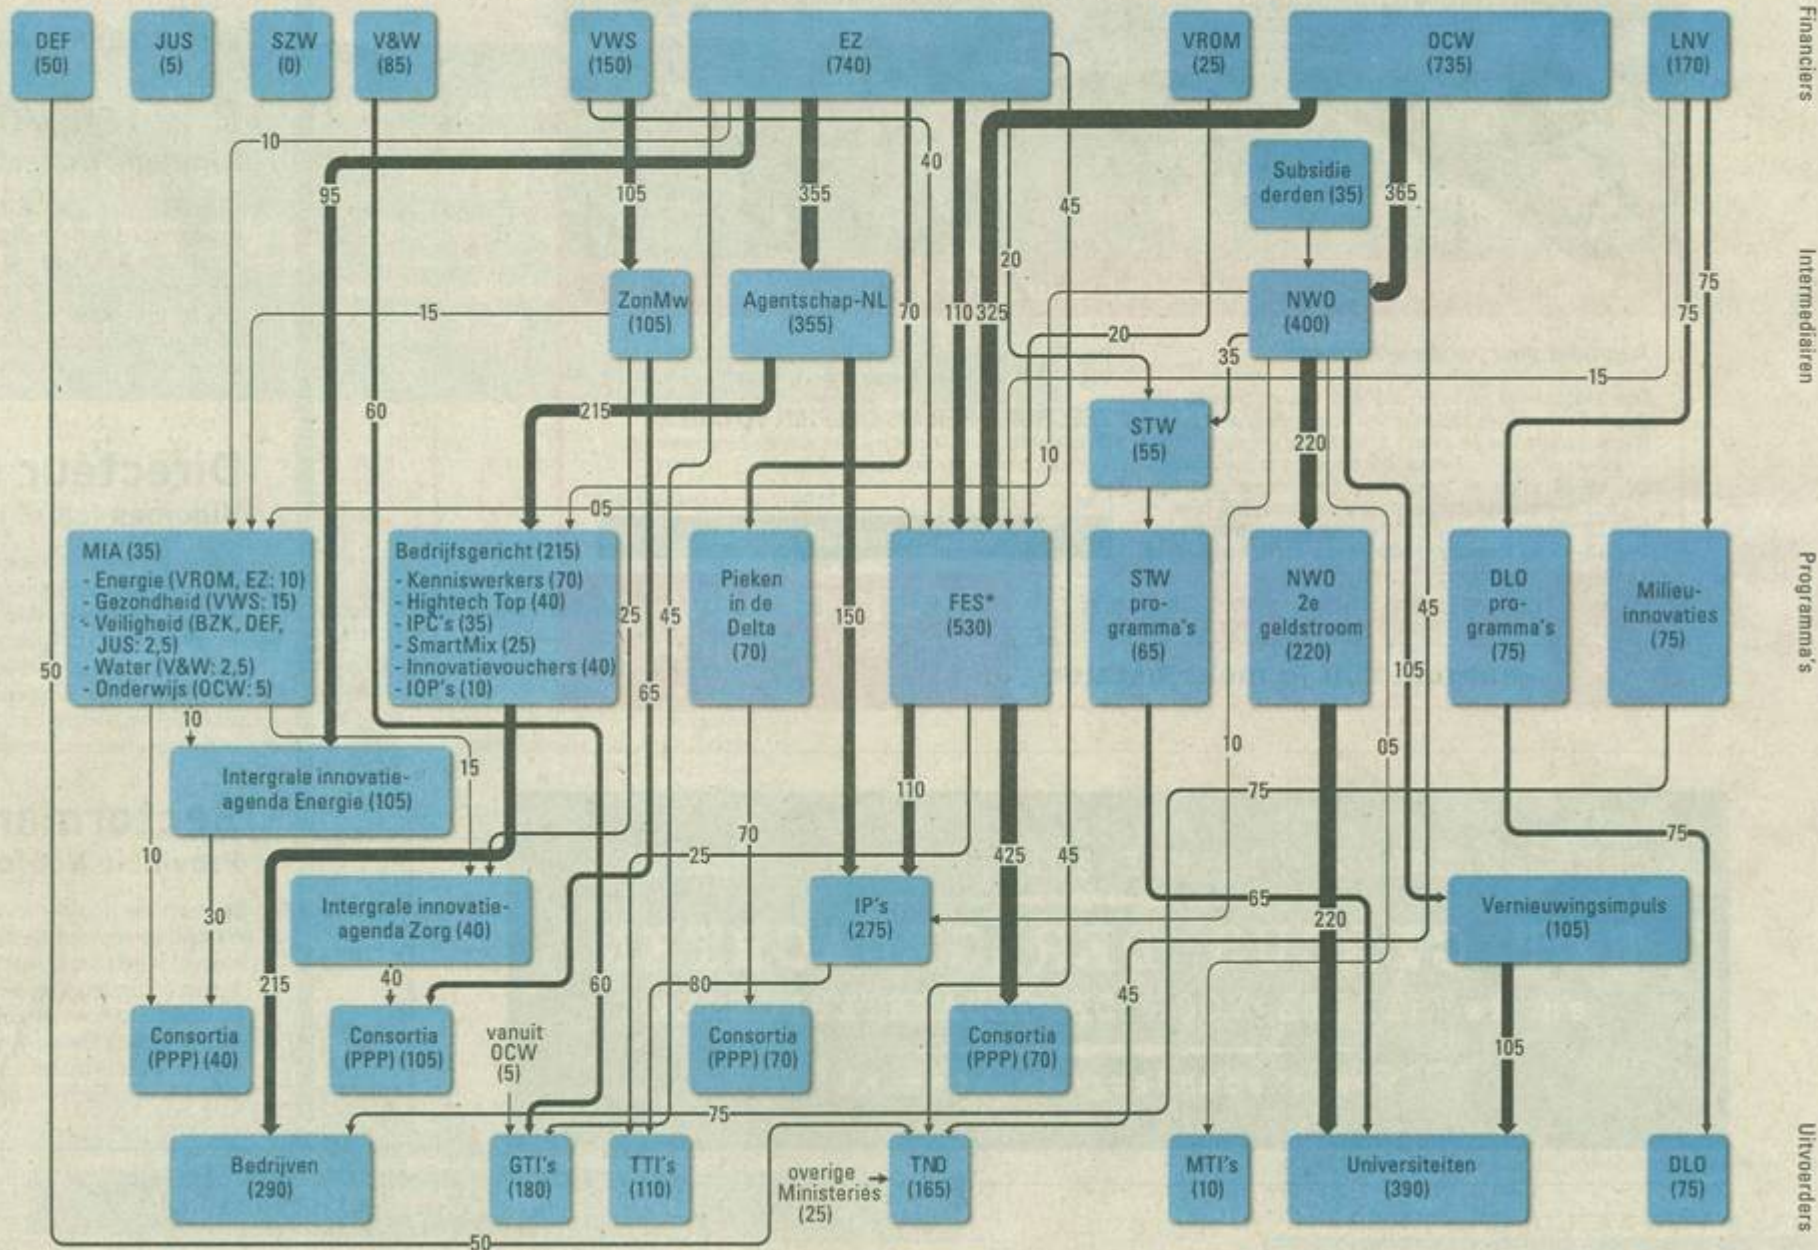 DEF
(50)
JUS
(5)
SZW
(0)
V&W
(85)
VWS
(150)
EZ
(740)
VROM
(25)
OCW
(735)
LNV
(170)
Financiers
10
95
105
355
40
45
20
Subsidie
derden (35)
365
75
75
Intermediairen
ZonMw
(105)
Agentschap-NL
(355)
NWO
(400)
15
70
110
325
20
35
15
60
215
STW
(55)
220
10
05
MIA (35)
- Energie (VROM, EZ: 10)
- Gezondheid (VWS: 15)
- Veiligheid (BZK, DEF,
JUS: 2,5)
- Water (V&W: 2,5)
- Onderwijs (OCW: 5)
Bedrijfsgericht (215)
- Kenniswerkers (70)
- Hightech Top (40)
- IPC's (35)
- SmartMix (25)
- Innovatievouchers (40)
- IOP's (10)
Pieken
in de
Delta
(70)
FES*
(530)
STW
pro-
gramma's
(65)
NWO
2e
geldstroom
(220)
DLO
pro-
gramma's
(75)
Milieu-
innovaties
(75)
Programma's
25
45
150
45
50
65
105
10
15
10
05
Intergrale innovatie-
agenda Energie (105)
110
75
70
75
10
25
425
45
30
Intergrale innovatie-
agenda Zorg (40)
IP's
(275)
65
220
Vernieuwingsimpuls
(105)
215
40
60
80
45
Consortia
(PPP) (40)
Consortia
(PPP) (105)
vanuit
OCW
(5)
Consortia
(PPP) (70)
Consortia
(PPP) (70)
105
75
Bedrijven
(290)
GTI's
(180)
TTI's
(110)
overige
Ministeries
(25)
TNO
(165)
MTI's
(10)
Universiteiten
(390)
DLO
(75)
Uitvoerders
50